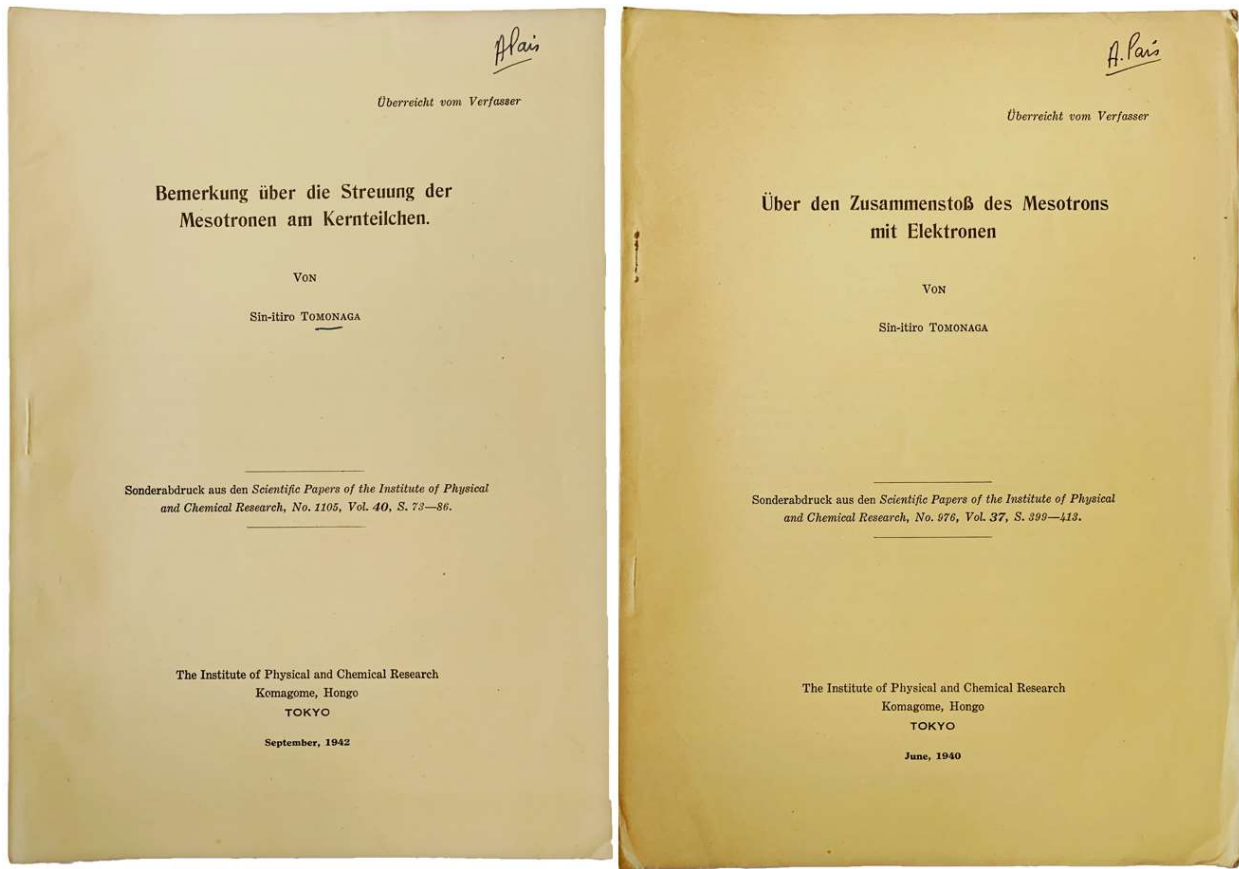 A Pais
Überreicht vom Verfasser
Bemerkung über die Streuung der
Mesotronen am Kernteilchen.
VON
Sin-itiro TOMONAGA
Sonderabdruck aus den Scientific Papers of the Institute of Physical
and Chemical Research, No. 1105, Vol. 40, S. 73—86.
The Institute of Physical and Chemical Research
Komagome, Hongo
TOKYO
September, 1942
A. Pais
Überreicht vom Verfasser
Über den Zusammenstoß des Mesotrons
mit Elektronen
VON
Sin-itiro TOMONAGA
Sonderabdruck aus den Scientific Papers of the Institute of Physical
and Chemical Research, No. 976, Vol. 37, S. 399—413.
The Institute of Physical and Chemical Research
Komagome, Hongo
TOKYO
June, 1940